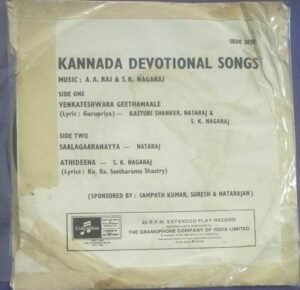 KANNADA DEVOTIONAL SONGS
MUSIC : A. A. RAJ & S. K. NAGARAJ
SIDE ONE
VENKATESHWARA GEETHAMAALE
(Lyric : Gurupriya) — KASTURI SHANKER, NATARAJ &
S. K. NAGARAJ
SIDE TWO
SAALAGAARANATYA — NATARAJ
ATHIDEENA — S. K. NAGARAJ
(Lyrics : Ku. Ra. Seetharama Shastry)
(SPONSORED BY : SAMPATH KUMAR, SURESH & NATARAJAN)
Columbia
45 R.P.M. EXTENDED PLAY RECORD
THE GRAMOPHONE COMPANY OF INDIA LIMITED